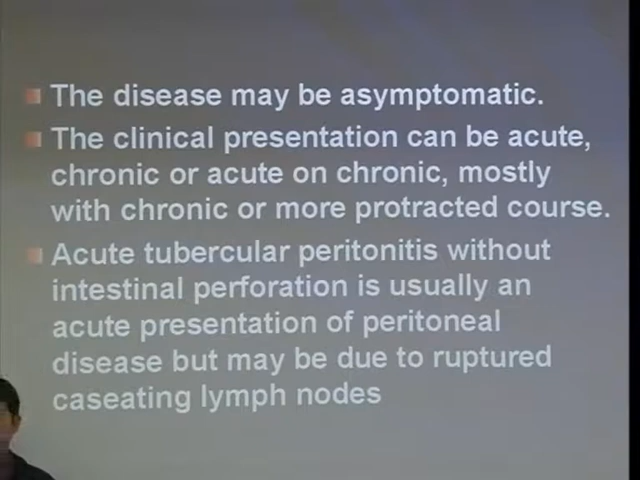 The disease may be asymptomatic.
The clinical presentation can be acute,
chronic or acute on chronic, mostly
with chronic or more protracted course.
Acute tubercular peritonitis without
intestinal perforation is usually an
acute presentation of peritoneal
disease but may be due to ruptured
caseating lymph nodes